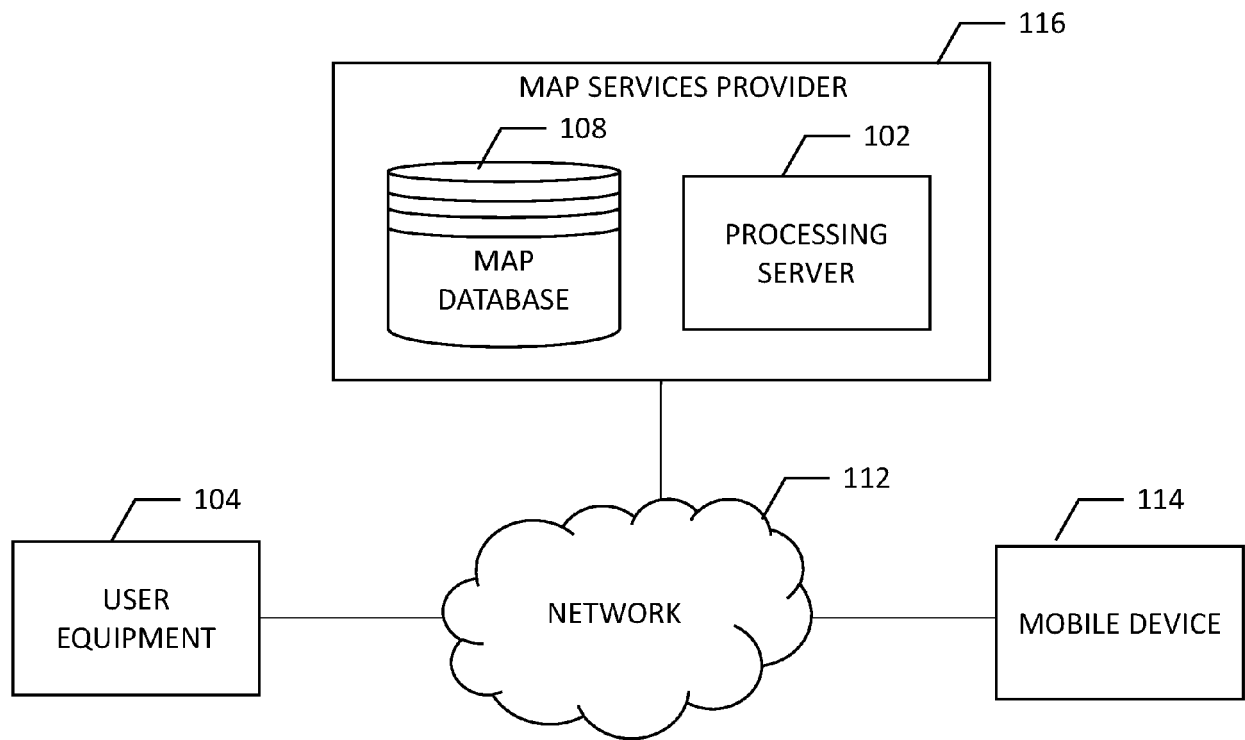 116
MAP SERVICES PROVIDER
108
102
MAP
DATABASE
PROCESSING
SERVER
104
112
114
USER
EQUIPMENT
NETWORK
MOBILE DEVICE